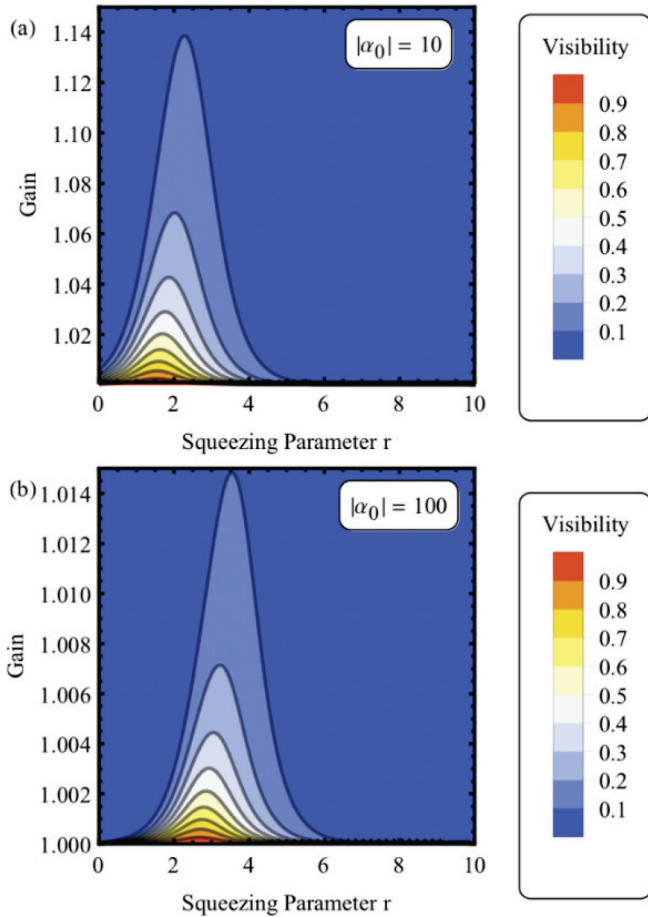 (a)
|α₀| = 10
1.14
1.12
1.10
1.08
1.06
1.04
1.02
Gain
0 2 4 6 8 10
Squeezing Parameter r
Visibility
0.9
0.8
0.7
0.6
0.5
0.4
0.3
0.2
0.1
(b)
|α₀| = 100
1.014
1.012
1.010
1.008
1.006
1.004
1.002
1.000
Gain
0 2 4 6 8 10
Squeezing Parameter r
Visibility
0.9
0.8
0.7
0.6
0.5
0.4
0.3
0.2
0.1